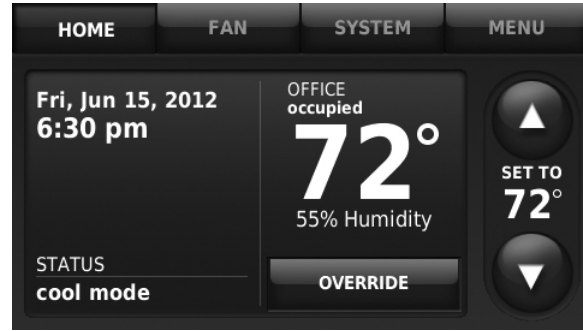 HOME FAN SYSTEM MENU
Fri, Jun 15, 2012
6:30 pm
STATUS
cool mode
OFFICE
occupied
72°
55% Humidity
OVERRIDE
SET TO
72°